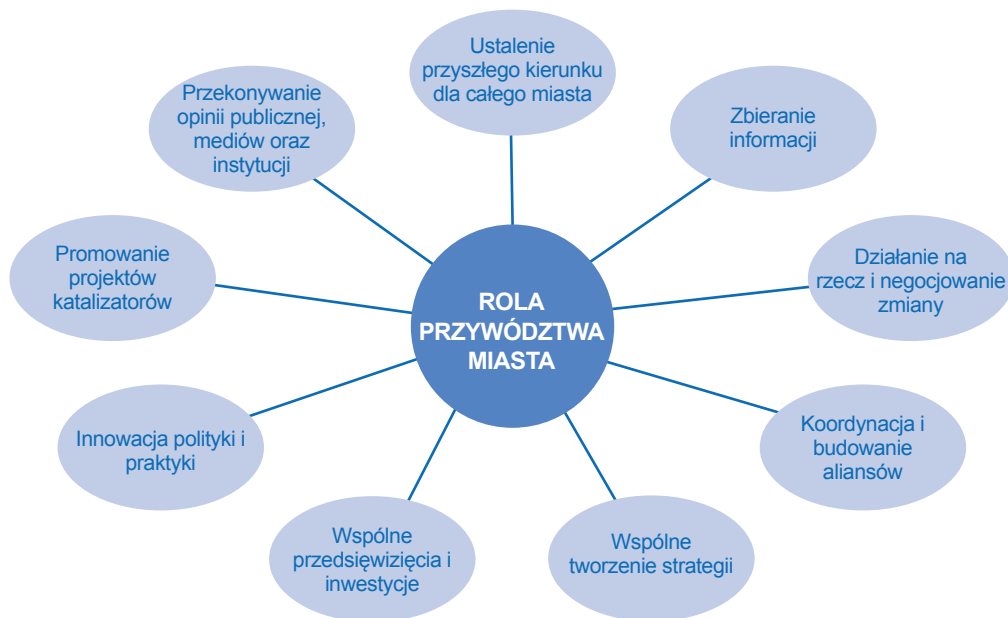 Ustalenie
przyszłego kierunku
dla całego miasta
Zbieranie
informacji
Działanie na
rzecz i negocjowanie
zmiany
Koordynacja i
budowanie
aliansów
Wspólne
tworzenie strategii
Wspólne
przedsięwizięcia i
inwestycje
Innowacja polityki i
praktyki
Promowanie
projektów
katalizatorów
Przekonywanie
opinii publicznej,
mediów oraz
instytucji
ROLA
PRZYWÓDZTWA
MIASTA